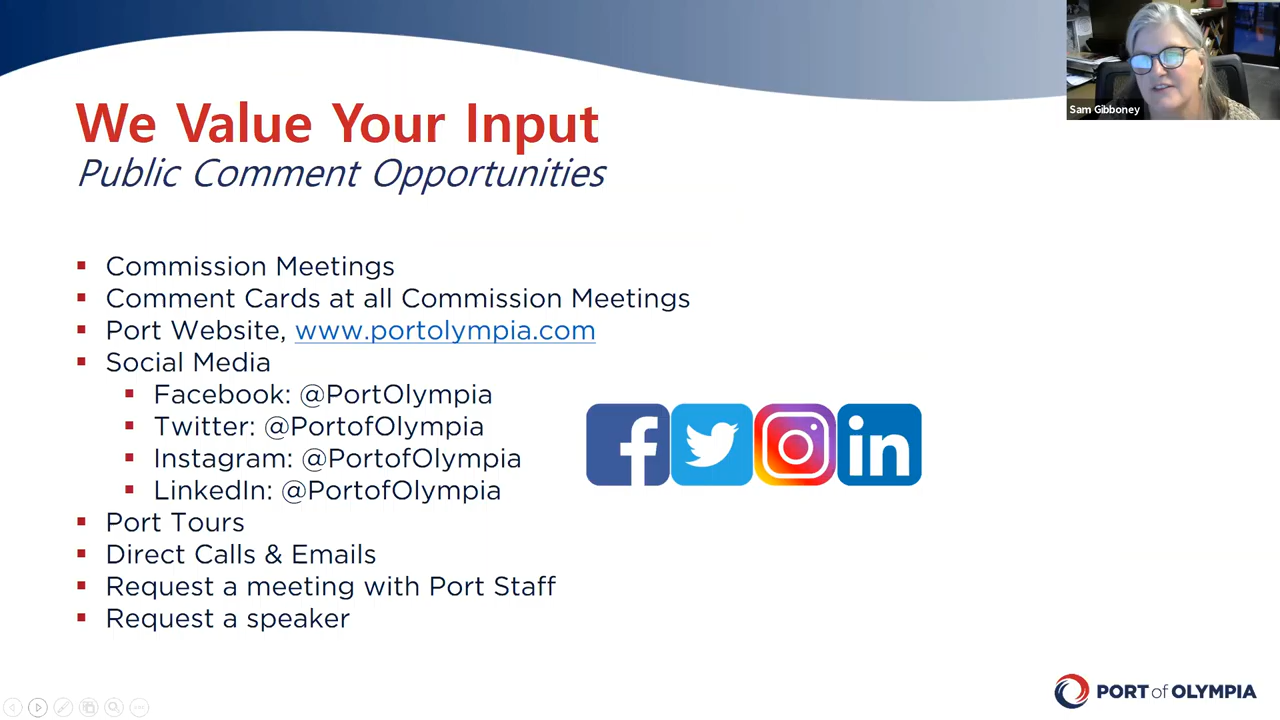 Sam Gibboney
We Value Your Input
Public Comment Opportunities
Commission Meetings
Comment Cards at all Commission Meetings
Port Website, www.portolympia.com
Social Media
Facebook: @PortOlympia
Twitter: @PortofOlympia
Instagram: @PortofOlympia
LinkedIn: @PortofOlympia
Port Tours
Direct Calls & Emails
Request a meeting with Port Staff
Request a speaker
f
in
PORT of OLYMPIA